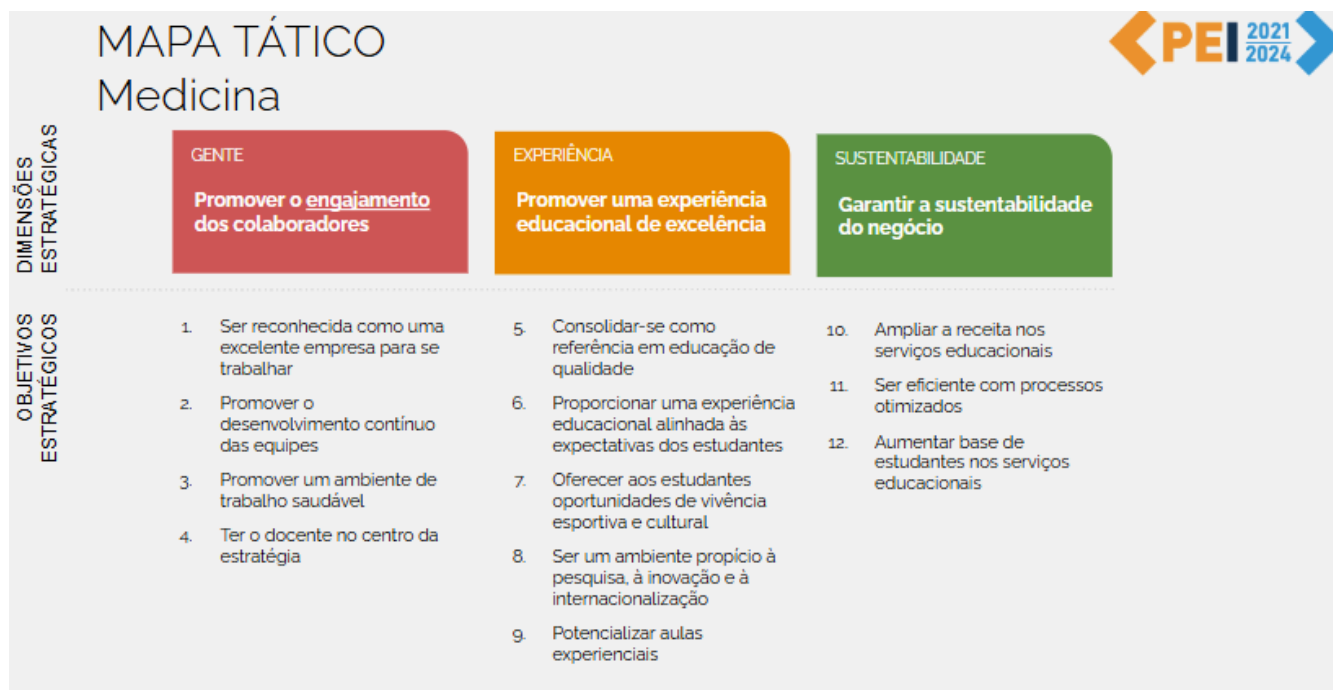 MAPA TÁTICO
Medicina
PEI 2021
2024
DIMENSÕES
ESTRATÉGICAS
GENTE
Promover o engajamento
dos colaboradores
EXPERIÊNCIA
Promover uma experiência
educacional de excelência
SUSTENTABILIDADE
Garantir a sustentabilidade
do negócio
OBJETIVOS
ESTRATÉGICOS
1. Ser reconhecida como uma
excelente empresa para se
trabalhar
2. Promover o
desenvolvimento contínuo
das equipes
3. Promover um ambiente de
trabalho saudável
4. Ter o docente no centro da
estratégia
5. Consolidar-se como
referência em educação de
qualidade
6. Proporcionar uma experiência
educacional alinhada às
expectativas dos estudantes
7. Oferecer aos estudantes
oportunidades de vivência
esportiva e cultural
8. Ser um ambiente propício à
pesquisa, à inovação e à
internacionalização
9. Potencializar aulas
experienciais
10. Ampliar a receita nos
serviços educacionais
11. Ser eficiente com processos
otimizados
12. Aumentar base de
estudantes nos serviços
educacionais